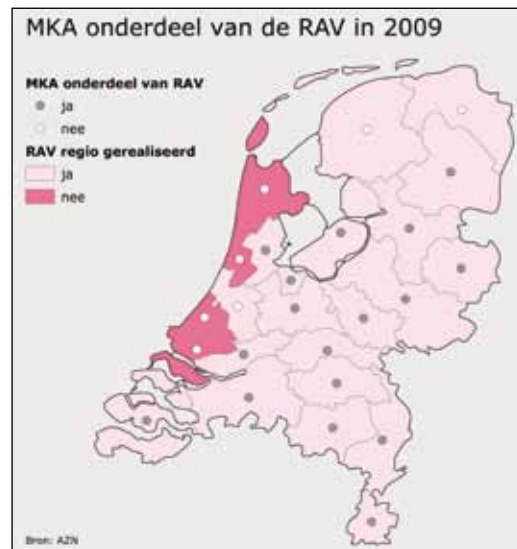 MKA onderdeel van de RAV in 2009
MKA onderdeel van RAV
ja
nee
RAV regio gerealiseerd
ja
nee
Bron: AZN